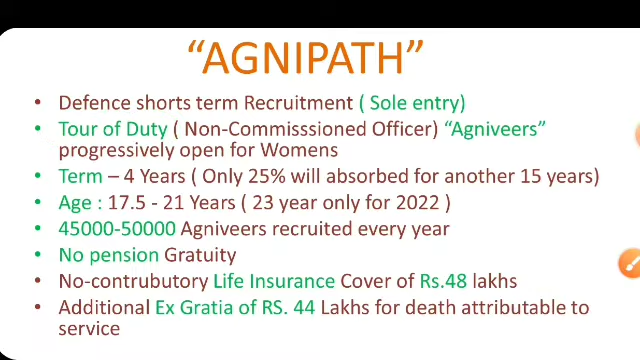 “AGNIPATH”
• Defence shorts term Recruitment ( Sole entry)
• Tour of Duty ( Non-Commisssioned Officer) “Agniveers”
progressively open for Womens
• Term – 4 Years ( Only 25% will absorbed for another 15 years)
• Age : 17.5 - 21 Years ( 23 year only for 2022 )
• 45000-50000 Agniveers recruited every year
• No pension Gratuity
• No-contrubutory Life Insurance Cover of Rs.48 lakhs
• Additional Ex Gratia of RS. 44 Lakhs for death attributable to
service